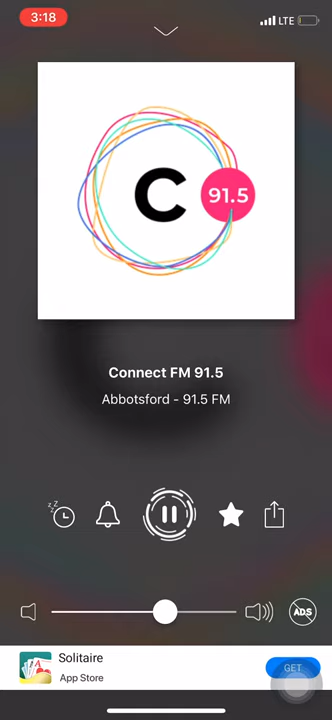 3:18
LTE
C
91.5
Connect FM 91.5
Abbotsford - 91.5 FM
z z z
ADS
Solitaire
App Store
GET